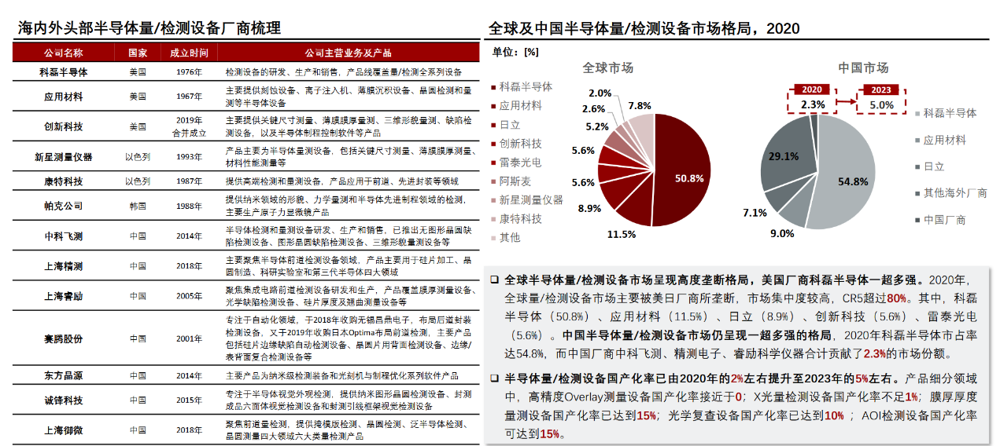 海内外头部半导体量/检测设备厂商梳理
公司名称 国家 成立时间 公司主营业务及产品
科磊半导体 美国 1976年 检测设备的研发、生产和销售，产品线覆盖量/检测全系列设备
应用材料 美国 1967年 主要提供刻蚀设备、离子注入机、薄膜沉积设备、晶圆检测和量
测等半导体设备
创新科技 美国 2019年
合并成立 主要提供关键尺寸测量、薄膜膜厚量测、三维形貌量测、缺陷检
测设备，以及半导体制程控制软件等产品
新星测量仪器 以色列 1993年 产品主要为半导体量测设备，包括关键尺寸测量、薄膜膜厚测量、
材料性能测量等
康特科技 以色列 1987年 提供高端检测和量测设备，产品应用于前道、先进封装等领域
帕克公司 韩国 1988年 提供纳米领域的形貌、力学量测和半导体先进制程领域的检测，
主要生产原子力显微镜产品
中科飞测 中国 2014年 半导体检测和量测设备研发、生产和销售，已推出无图形晶圆缺
陷检测设备、图形晶圆缺陷检测设备、三维形貌量测设备等
上海精测 中国 2018年 主要聚焦半导体前道检测设备领域，产品主要用于硅片加工、晶
圆制造、科研实验室和第三代半导体四大领域
上海睿励 中国 2005年 聚焦集成电路前道检测设备研发和生产，产品覆盖膜厚测量设备、
光学缺陷检测设备、硅片厚度及翘曲测量设备等
赛腾股份 中国 2001年 专注于自动化领域，于2018年收购无锡昌鼎电子，布局后道封装
检测设备，又于2019年收购日本Optima布局前道检测，主要产品
包括硅片边缘缺陷自动检测设备、晶圆片用背面检测设备、边缘/
表背面复合检测设备等
东方晶源 中国 2014年 主要产品为纳米级检测装备和光刻机与制程优化系列软件产品
诚锋科技 中国 2015年 专注于半导体视觉外观检测，提供纳米图形晶圆检测设备、封测
成品六面体视觉检测设备和封测引线框架视觉检测设备
上海御微 中国 2018年 聚焦前道量检测，提供掩模版检测、晶圆检测、泛半导体检测、
晶圆测量四大领域六大类量检测产品
全球及中国半导体量/检测设备市场格局，2020
单位：[%]
全球市场
科磊半导体
应用材料
日立
创新科技
雷泰光电
阿斯麦
新星测量仪器
康特科技
其他
2.0%
7.8%
2.6%
5.2%
5.6%
5.6%
8.9%
11.5%
50.8%
中国市场
2020
2.3%
2023
5.0%
29.1%
54.8%
7.1%
9.0%
科磊半导体
应用材料
日立
其他海外厂商
中国厂商
全球半导体量/检测设备市场呈现高度垄断格局，美国厂商科磊半导体一超多强。2020年，
全球量/检测设备市场主要被美日厂商所垄断，市场集中度较高，CR5超过80%。其中，科磊
半导体（50.8%）、应用材料（11.5%）、日立（8.9%）、创新科技（5.6%）、雷泰光电
（5.6%）。中国半导体量/检测设备市场仍呈现一超多强的格局，2020年科磊半导体市占率
达54.8%，而中国厂商中科飞测、精测电子、睿励科学仪器合计贡献了2.3%的市场份额。
半导体量/检测设备国产化率已由2020年的2%左右提升至2023年的5%左右。产品细分领域
中，高精度Overlay测量设备国产化率接近于0；X光量检测设备国产化率不足1%；膜厚厚度
量测设备国产化率已达到15%；光学复查设备国产化率已达到10% ；AOI检测设备国产化率
可达到15%。